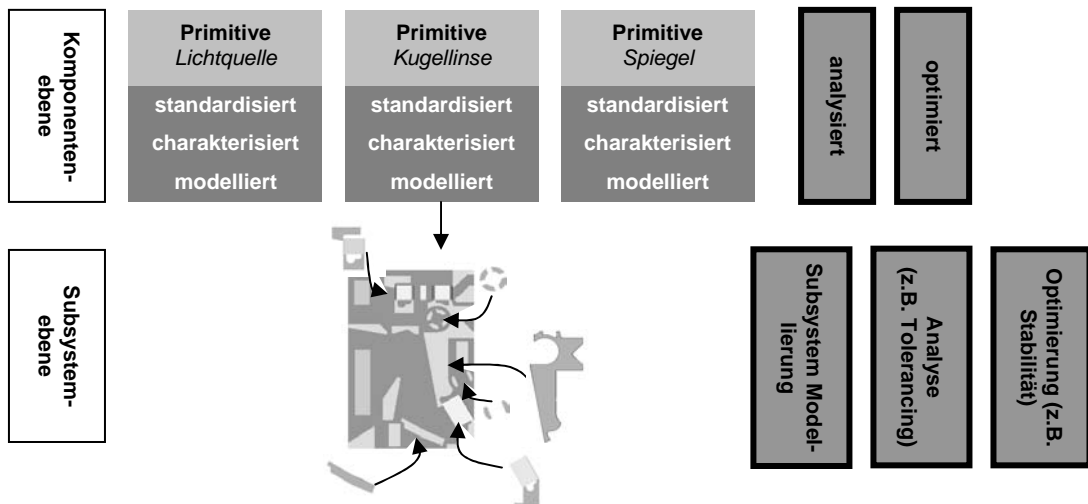 Komponenten-
ebene
Primitive
Lichtquelle
standardisiert
charakterisiert
modelliert
Primitive
Kugellinse
standardisiert
charakterisiert
modelliert
Primitive
Spiegel
standardisiert
charakterisiert
modelliert
analysiert
optimiert
Subsystem-
ebene
Subsystem Model-
lierung
Analyse
(z.B. Tolerancing)
Optimierung (z.B.
Stabilität)